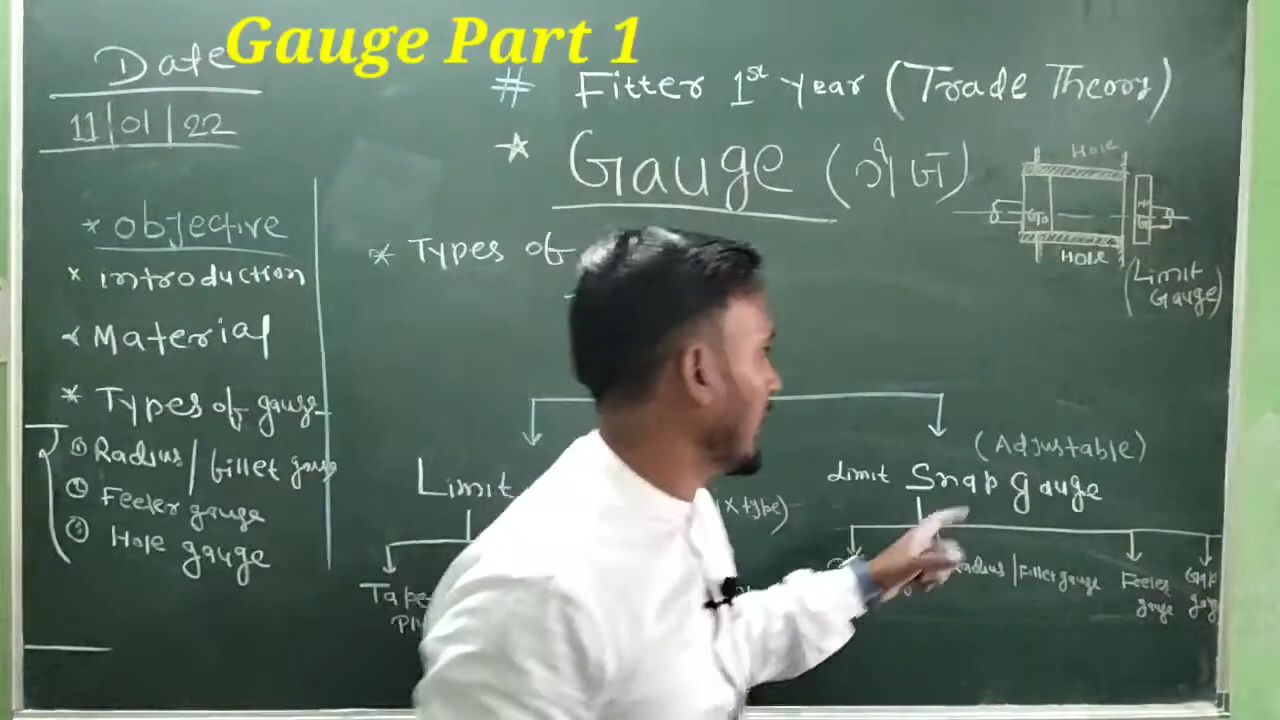 Gauge Part 1
Date
11/01/22
# Fitter 1st year (Trade Theory)
* Gauge (गेज)
* Objective
* Introduction
* Material
* Types of gauge
① Radius/fillet gauge
② Feeler gauge
③ Hole gauge
* Types of
Hole
Go
Hole
(Limit
Gauge)
Limit
(Adjustable)
Limit Snap gauge
Radius/Fillet gauge
Feeler
gauge
Gap